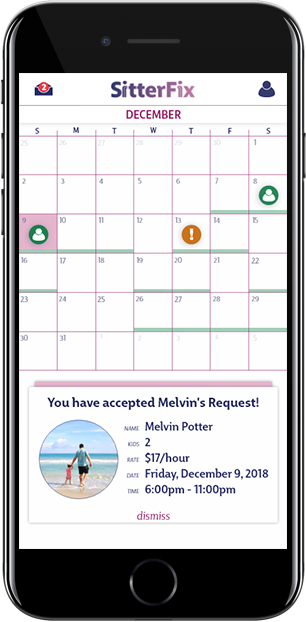 2
SitterFix
DECEMBER
S M T W T F S
25 26 27 28 29 30 1
2 3 4 5 6 7 8
9 10 11 12 13 14 15
16 17 18 19 20 21 22
23 24 25 26 27 28 29
30 31 1 2 3 4 5
You have accepted Melvin's Request!
NAME Melvin Potter
KIDS 2
RATE $17/hour
DATE Friday, December 9, 2018
TIME 6:00pm - 11:00pm
dismiss